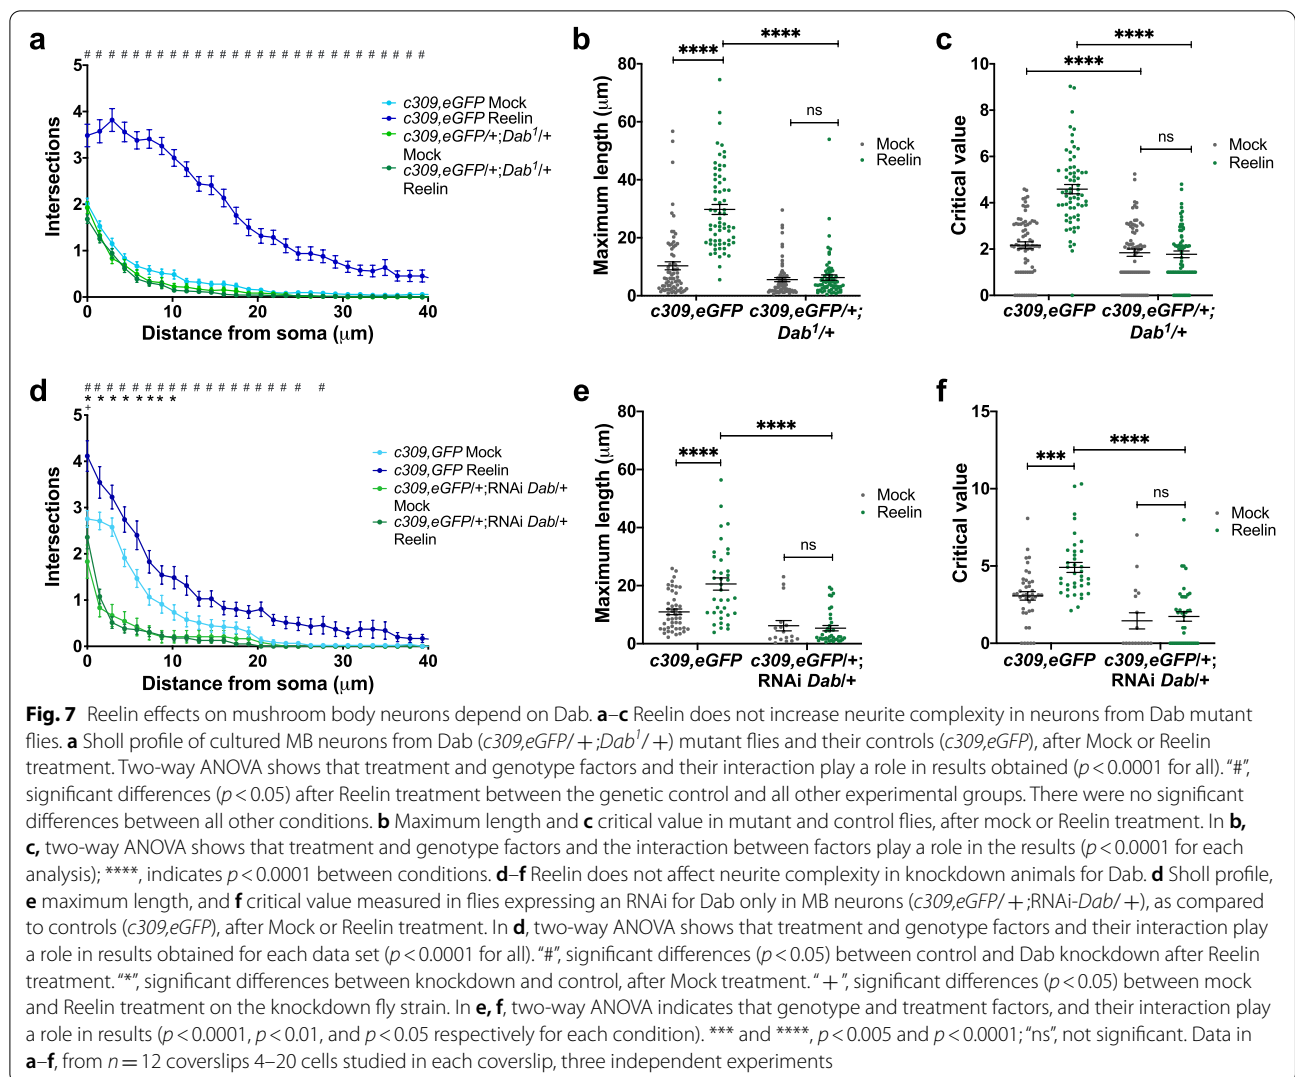 a
# # # # # # # # # # # # # # # # # # # # # # # # # # # #
5
4
3
2
1
0
0 10 20 30 40
Intersections
Distance from soma (μm)
c309,eGFP Mock
c309,eGFP Reelin
c309,eGFP/+;Dab¹/+
Mock
c309,eGFP/+;Dab¹/+
Reelin
b
80
60
40
20
0
Maximum length (μm)
****
****
ns
Mock
Reelin
c309,eGFP c309,eGFP/+;
Dab¹/+
c
10
8
6
4
2
0
Critical value
****
****
ns
Mock
Reelin
c309,eGFP c309,eGFP/+;
Dab¹/+
d
# # # # # # # # # # # # # # # # # # #
* * * * * * * *
+
5
4
3
2
1
0
0 10 20 30 40
Intersections
Distance from soma (μm)
c309,GFP Mock
c309,GFP Reelin
c309,eGFP/+;RNAi Dab/+
Mock
c309,eGFP/+;RNAi Dab/+
Reelin
e
80
60
40
20
0
Maximum length (μm)
****
****
ns
Mock
Reelin
c309,eGFP c309,eGFP/+;
RNAi Dab/+
f
15
10
5
0
Critical value
****
***
ns
Mock
Reelin
c309,eGFP c309,eGFP/+;
RNAi Dab/+
Fig. 7 Reelin effects on mushroom body neurons depend on Dab. a–c Reelin does not increase neurite complexity in neurons from Dab mutant
flies. a Sholl profile of cultured MB neurons from Dab (c309,eGFP/+;Dab¹/+) mutant flies and their controls (c309,eGFP), after Mock or Reelin
treatment. Two-way ANOVA shows that treatment and genotype factors and their interaction play a role in results obtained (p < 0.0001 for all). "#",
significant differences (p < 0.05) after Reelin treatment between the genetic control and all other experimental groups. There were no significant
differences between all other conditions. b Maximum length and c critical value in mutant and control flies, after mock or Reelin treatment. In b,
c, two-way ANOVA shows that treatment and genotype factors and the interaction between factors play a role in the results (p < 0.0001 for each
analysis); ****, indicates p < 0.0001 between conditions. d–f Reelin does not affect neurite complexity in knockdown animals for Dab. d Sholl profile,
e maximum length, and f critical value measured in flies expressing an RNAi for Dab only in MB neurons (c309,eGFP/+;RNAi-Dab/+), as compared
to controls (c309,eGFP), after Mock or Reelin treatment. In d, two-way ANOVA shows that treatment and genotype factors and their interaction play
a role in results obtained for each data set (p < 0.0001 for all). "#", significant differences (p < 0.05) between control and Dab knockdown after Reelin
treatment. "*", significant differences between knockdown and control, after Mock treatment. "+", significant differences (p < 0.05) between mock
and Reelin treatment on the knockdown fly strain. In e, f, two-way ANOVA indicates that genotype and treatment factors, and their interaction play
a role in results (p < 0.0001, p < 0.01, and p < 0.05 respectively for each condition). *** and ****, p < 0.005 and p < 0.0001; "ns", not significant. Data in
a–f, from n = 12 coverslips 4–20 cells studied in each coverslip, three independent experiments